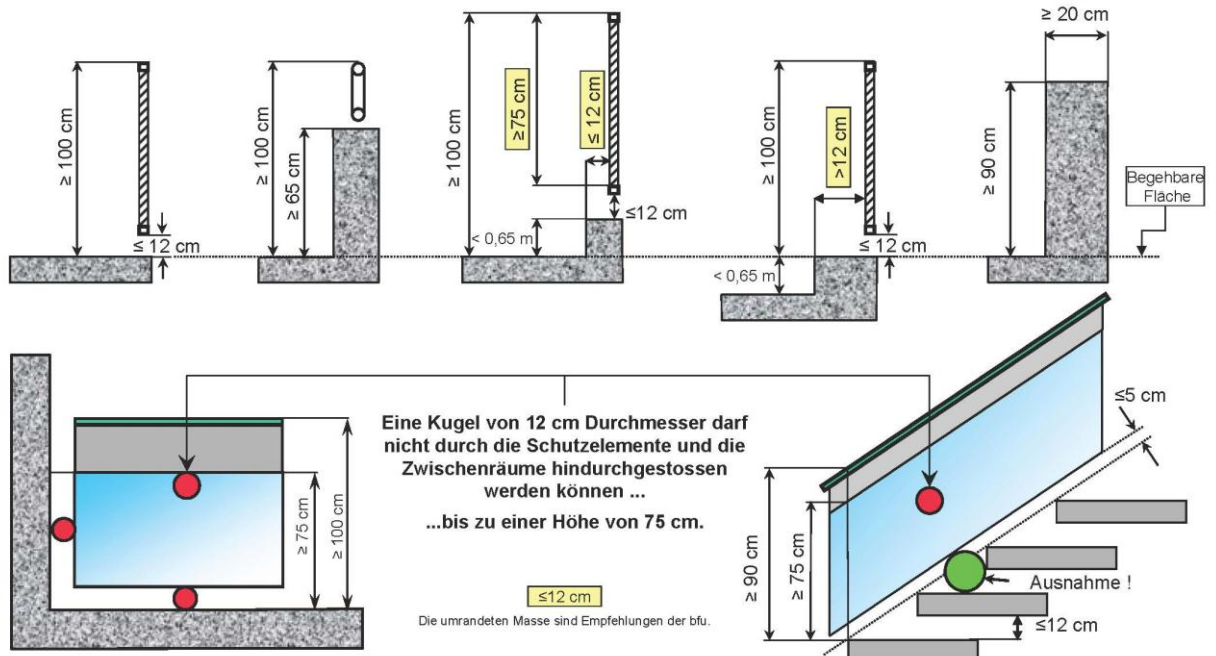 ≥ 100 cm
≤ 12 cm
≥ 100 cm
≥ 65 cm
≥ 100 cm
≥75 cm
≤ 12 cm
≤12 cm
< 0,65 m
≥ 100 cm
>12 cm
≤ 12 cm
< 0,65 m
≥ 20 cm
≥ 90 cm
Begehbare
Fläche
≥ 75 cm
≥ 100 cm
Eine Kugel von 12 cm Durchmesser darf
nicht durch die Schutzelemente und die
Zwischenräume hindurchgestossen
werden können ...
...bis zu einer Höhe von 75 cm.
≤12 cm
Die umrandeten Masse sind Empfehlungen der bfu.
≥ 90 cm
≥ 75 cm
≤5 cm
Ausnahme !
≤12 cm